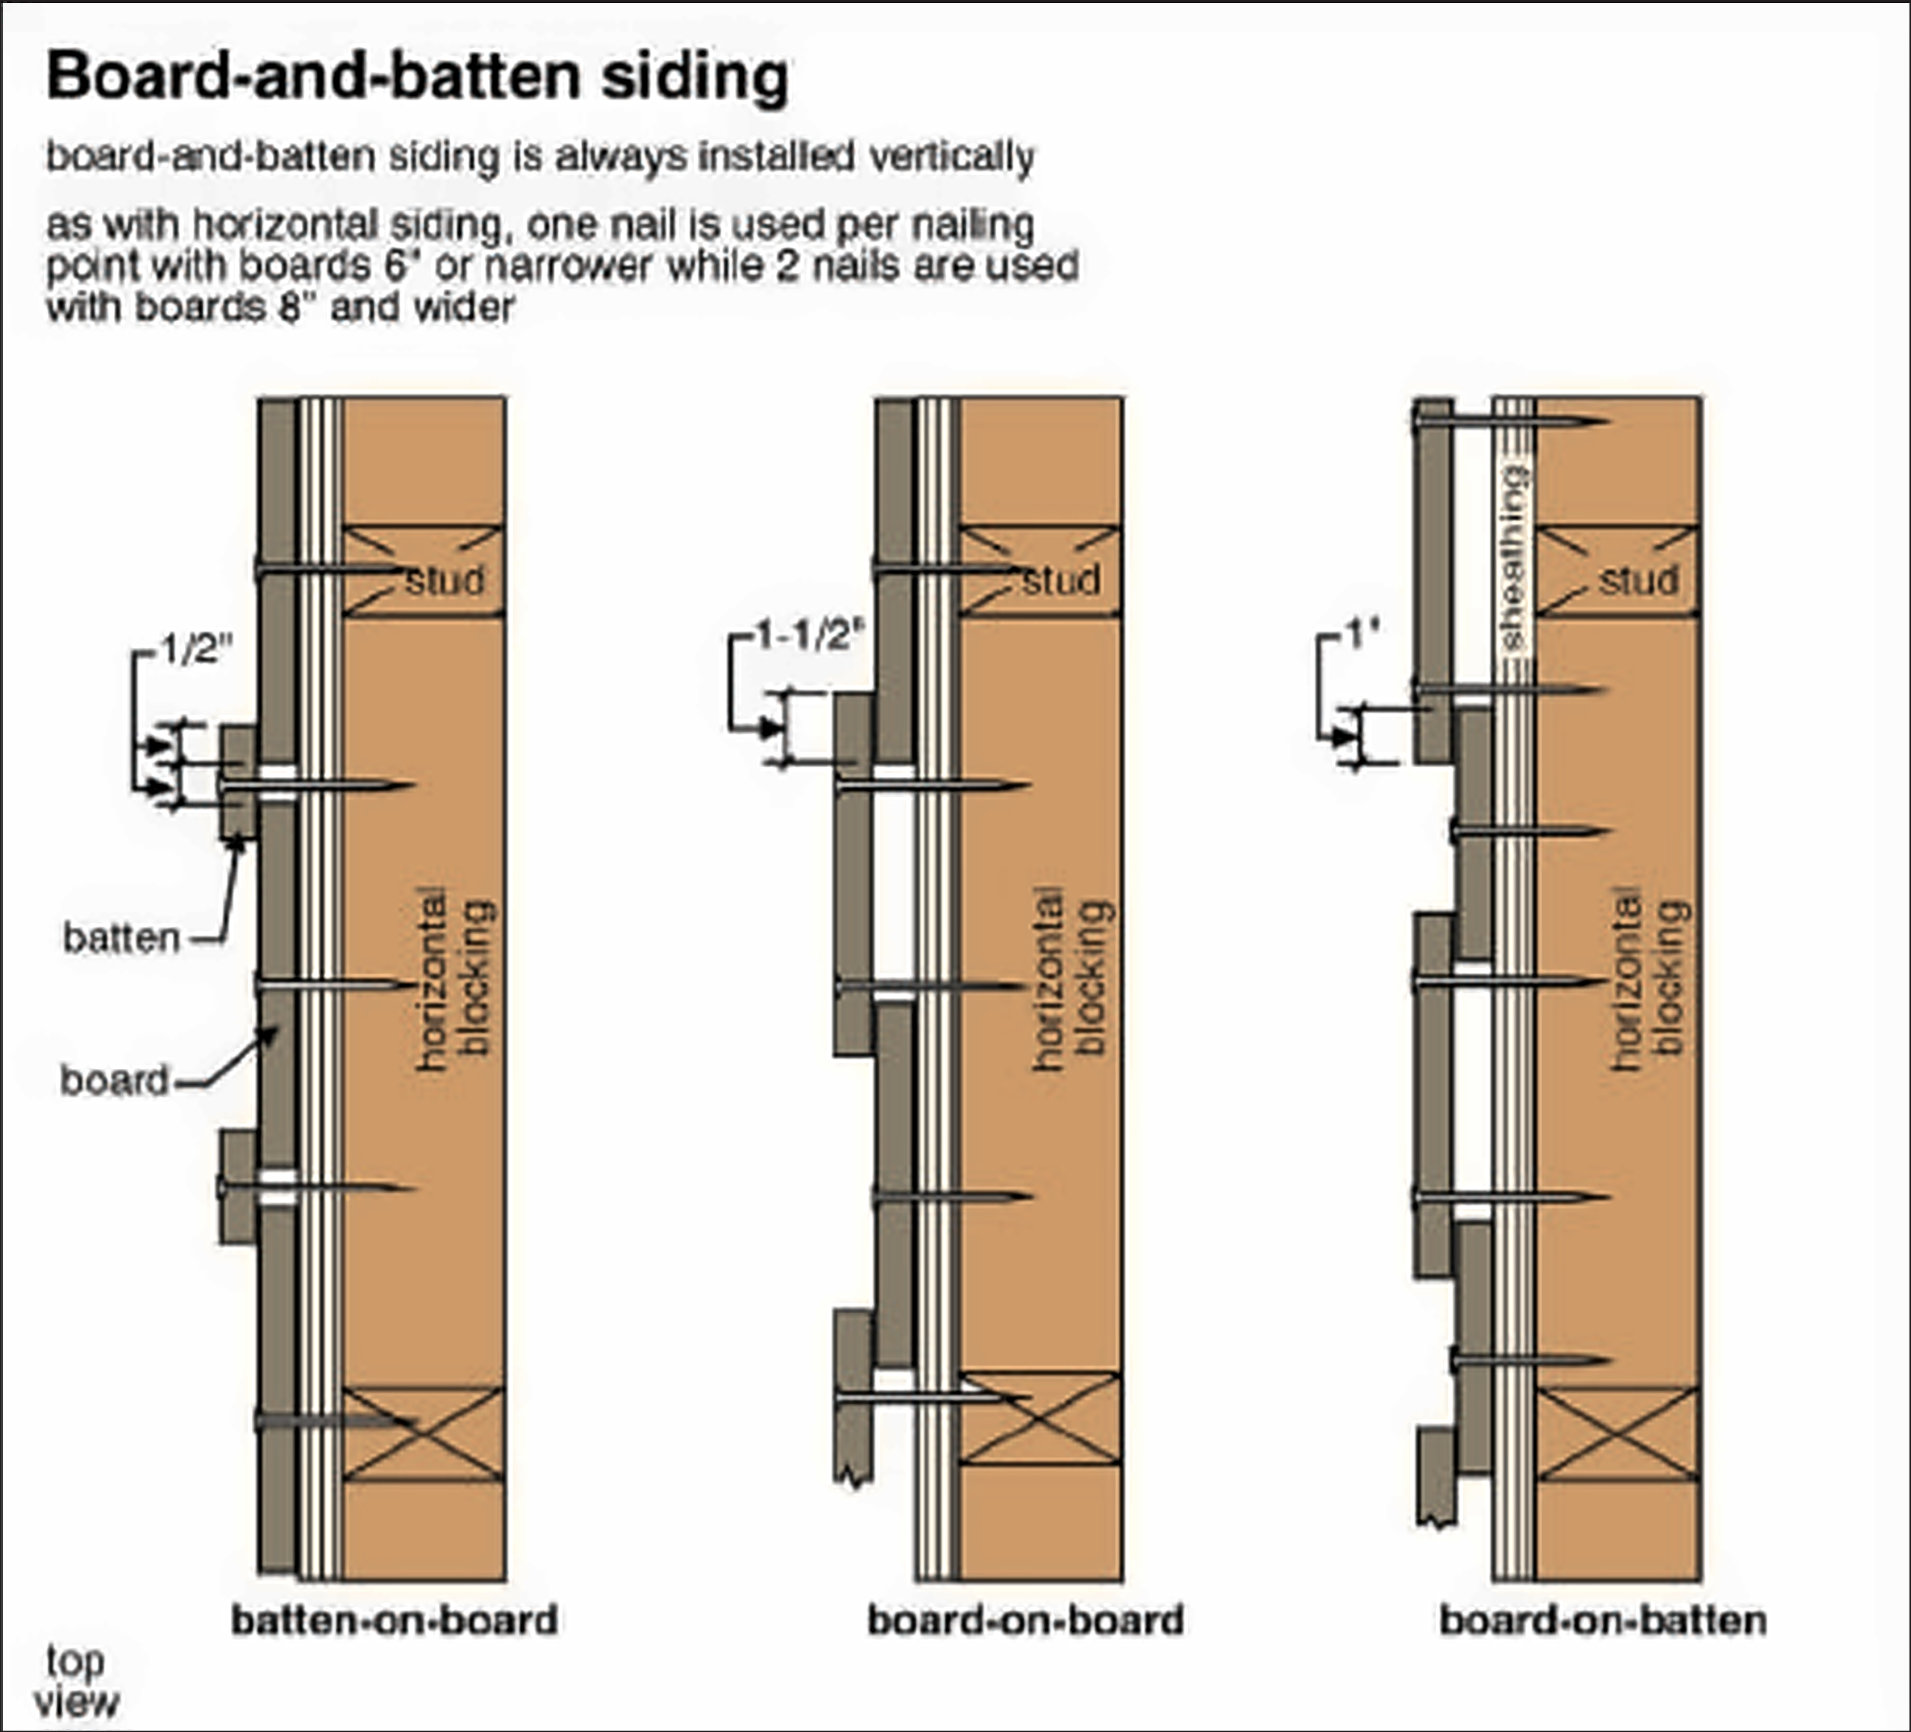 Board-and-batten siding
board-and-batten siding is always installed vertically
as with horizontal siding, one nail is used per nailing
point with boards 6" or narrower while 2 nails are used
with boards 8" and wider
stud
1/2"
batten
board
horizontal
blocking
batten-on-board
stud
1-1/2"
horizontal
blocking
board-on-board
sheathing
stud
1"
horizontal
blocking
board-on-batten
top
view